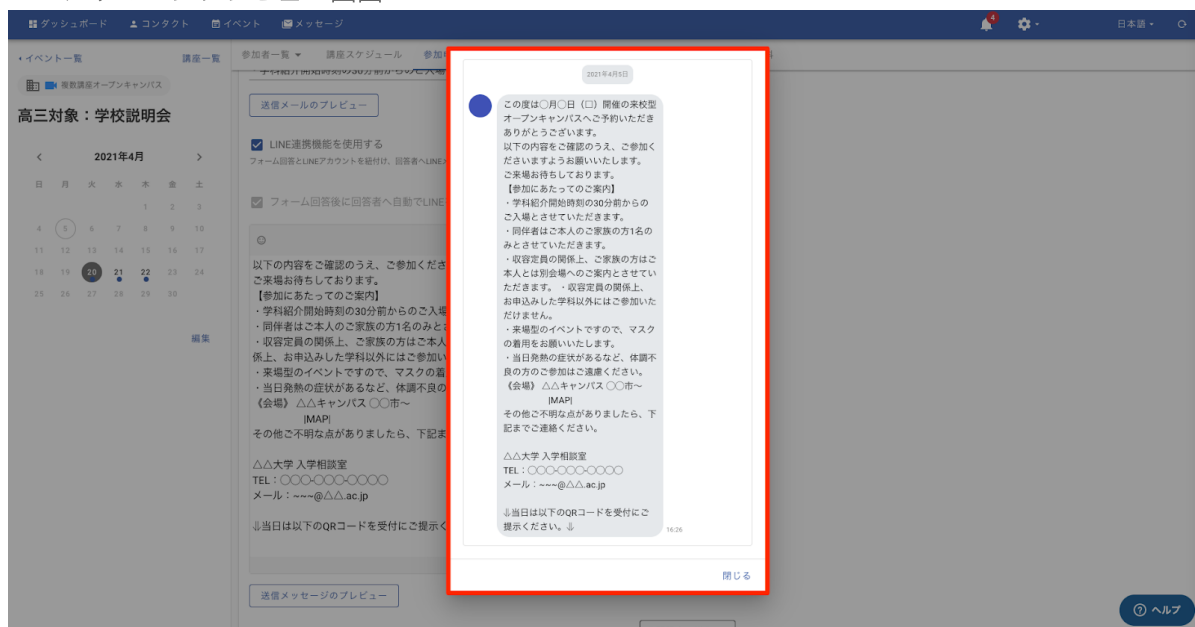 ダッシュボード コンタクト イベント メッセージ 4 日本語
イベント一覧 講座一覧
複数講座オープンキャンパス
高三対象：学校説明会
2021年4月
日 月 火 水 木 金 土
1 2 3
4 5 6 7 8 9 10
11 12 13 14 15 16 17
18 19 20 21 22 23 24
25 26 27 28 29 30
編集
参加者一覧 講座スケジュール 参加
送信メールのプレビュー
LINE連携機能を使用する
フォーム回答とLINEアカウントを紐付け、回答者へLINE
フォーム回答後に回答者へ自動でLINE
以下の内容をご確認のうえ、ご参加くださ
ご来場お待ちしております。
【参加にあたってのご案内】
・学科紹介開始時刻の30分前からのご入場
・同伴者はご本人のご家族の方1名のみとさ
・収容定員の関係上、ご家族の方はご本人
係上、お申込みした学科以外にはご参加い
・来場型のイベントですので、マスクの着
・当日発熱の症状があるなど、体調不良の
《会場》 △△キャンパス ○○市～
|MAP|
その他ご不明な点がありましたら、下記ま
△△大学 入学相談室
TEL：○○○-○○○-○○○○
メール：~~~@△△.ac.jp
⇓当日は以下のQRコードを受付にご提示く
送信メッセージのプレビュー
2021年4月5日
この度は○月○日（□）開催の来校型
オープンキャンパスへご予約いただき
ありがとうございます。
以下の内容をご確認のうえ、ご参加く
ださいますようお願いいたします。
ご来場お待ちしております。
【参加にあたってのご案内】
・学科紹介開始時刻の30分前からの
ご入場とさせていただきます。
・同伴者はご本人のご家族の方1名の
みとさせていただきます。
・収容定員の関係上、ご家族の方はご
本人とは別会場へのご案内とさせてい
ただきます。 ・収容定員の関係上、
お申込みした学科以外にはご参加いた
だけません。
・来場型のイベントですので、マスク
の着用をお願いいたします。
・当日発熱の症状があるなど、体調不
良の方のご参加はご遠慮ください。
《会場》 △△キャンパス ○○市～
|MAP|
その他ご不明な点がありましたら、下
記までご連絡ください。
△△大学 入学相談室
TEL：○○○-○○○-○○○○
メール：~~~@△△.ac.jp
⇓当日は以下のQRコードを受付にご
提示ください。⇓
16:26
閉じる
ヘルプ